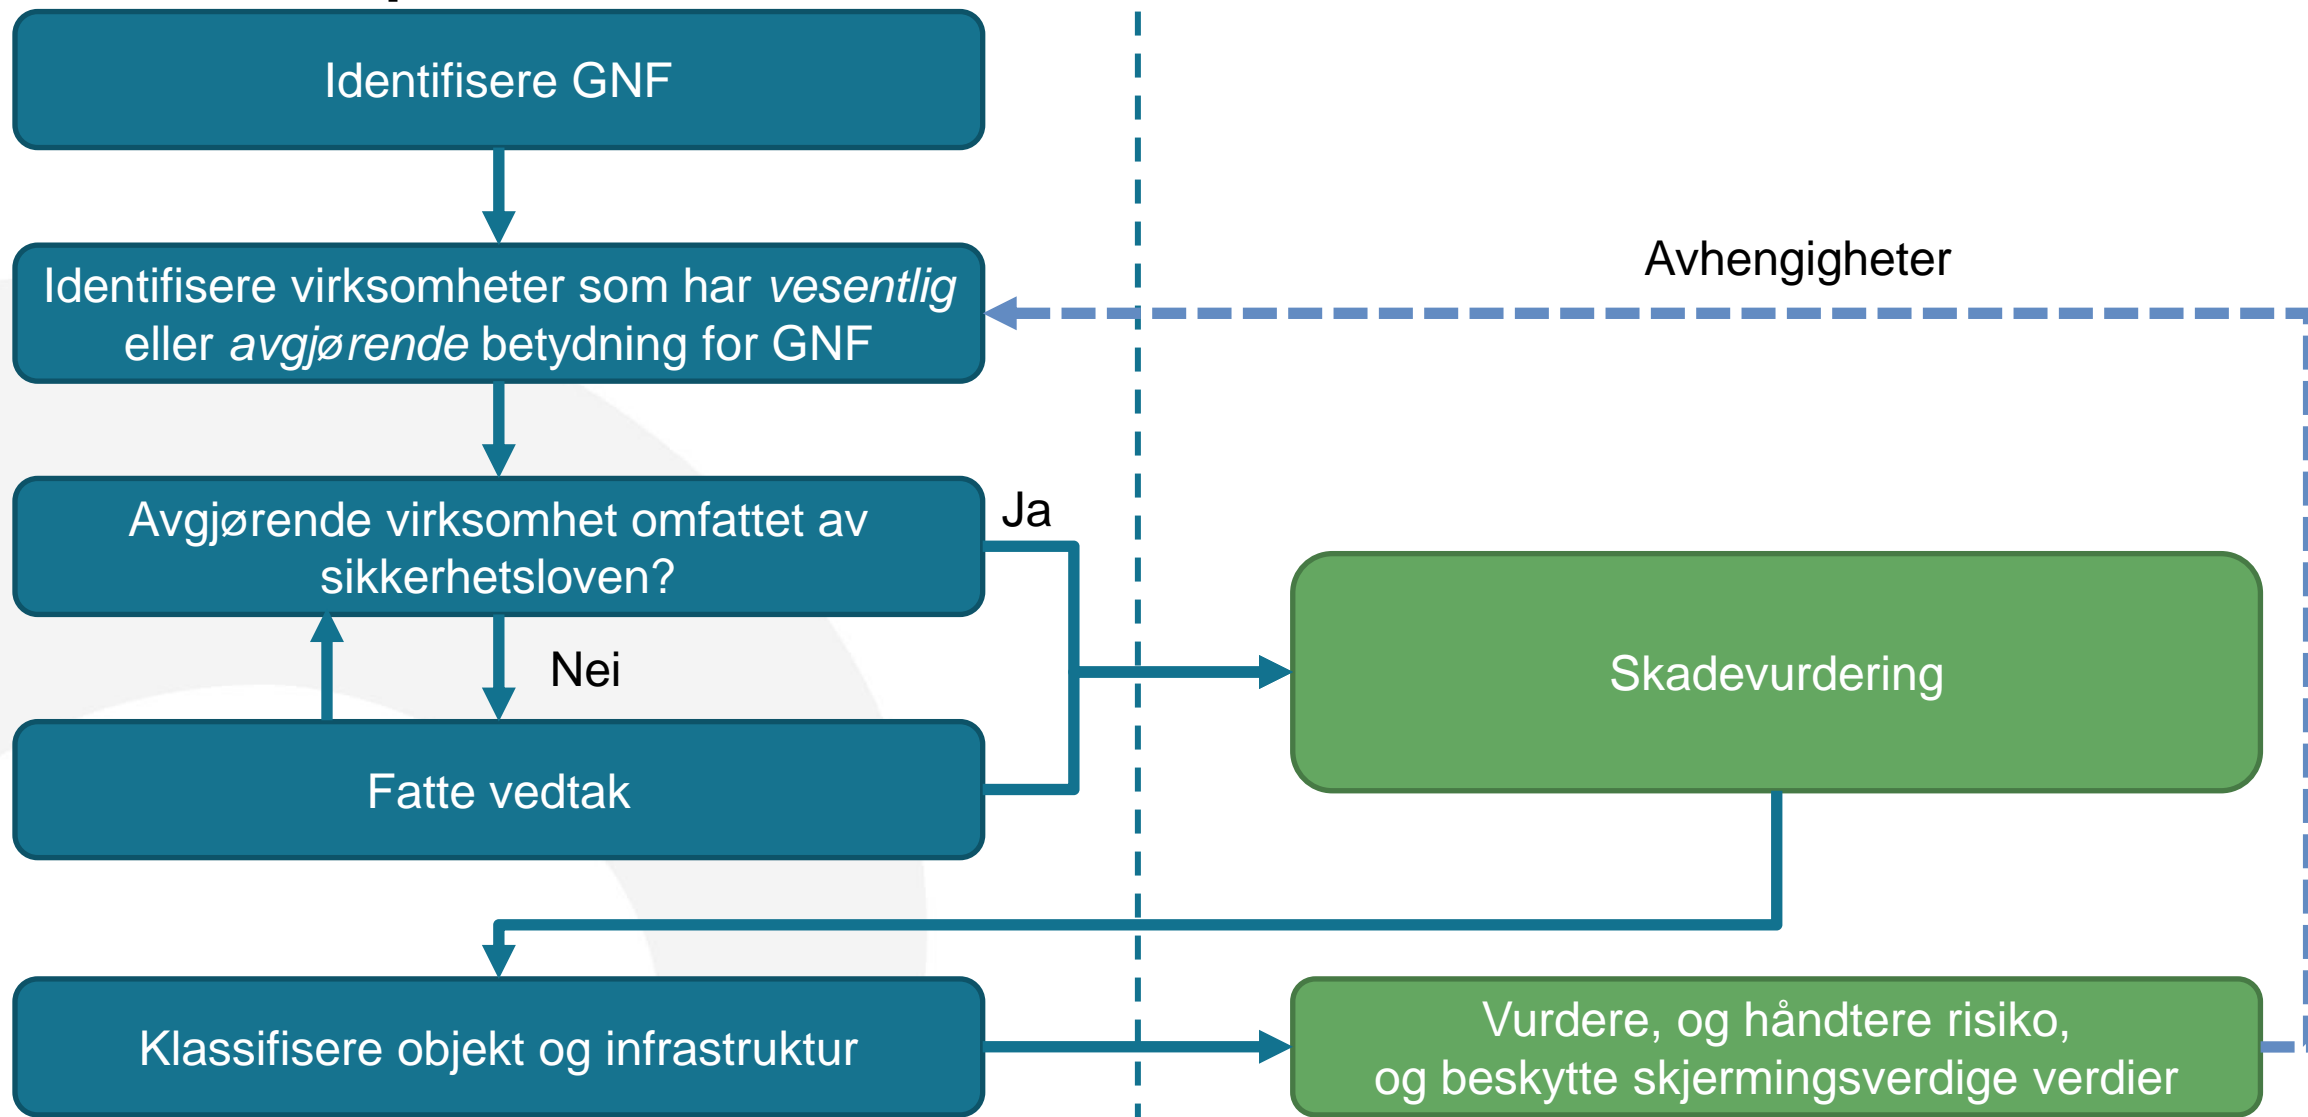 Identifisere GNF
Identifisere virksomheter som har vesentlig
eller avgjørende betydning for GNF
Avhengigheter
Avgjørende virksomhet omfattet av
sikkerhetsloven?
Ja
Nei
Skadevurdering
Fatte vedtak
Klassifisere objekt og infrastruktur
Vurdere, og håndtere risiko,
og beskytte skjermingsverdige verdier